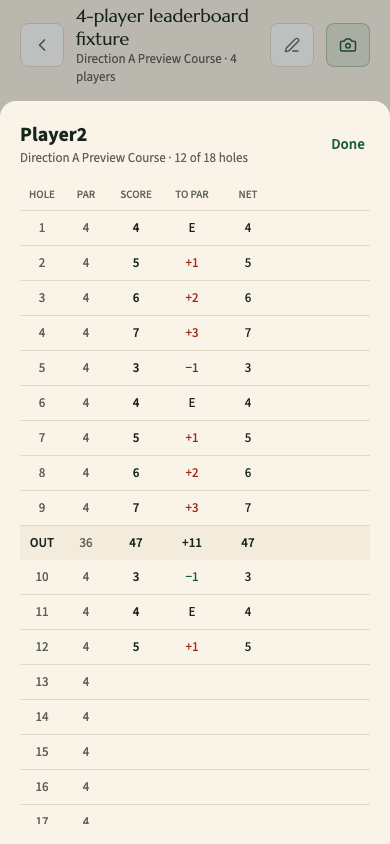 4-player leaderboard
fixture
Direction A Preview Course · 4
players
Player2
Direction A Preview Course · 12 of 18 holes
Done
HOLE PAR SCORE TO PAR NET
1 4 4 E 4
2 4 5 +1 5
3 4 6 +2 6
4 4 7 +3 7
5 4 3 −1 3
6 4 4 E 4
7 4 5 +1 5
8 4 6 +2 6
9 4 7 +3 7
OUT 36 47 +11 47
10 4 3 −1 3
11 4 4 E 4
12 4 5 +1 5
13 4
14 4
15 4
16 4
17 4